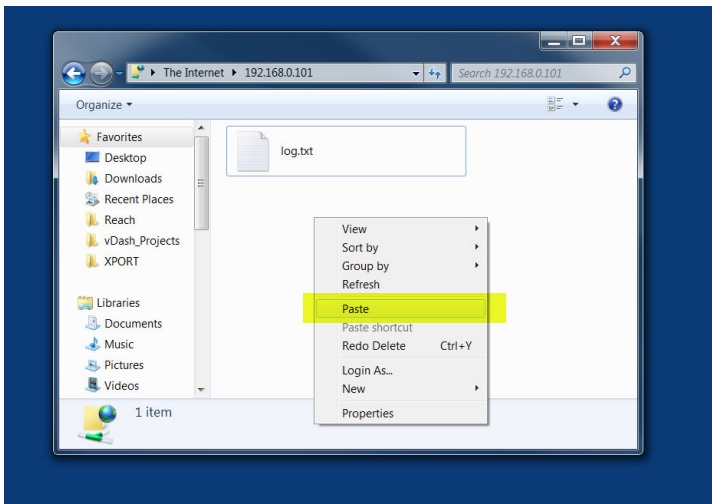 The Internet ▸ 192.168.0.101
Search 192.168.0.101
Organize
Favorites
Desktop
Downloads
Recent Places
Reach
vDash_Projects
XPORT
Libraries
Documents
Music
Pictures
Videos
log.txt
View
Sort by
Group by
Refresh
Paste
Paste shortcut
Redo Delete Ctrl+Y
Login As...
New
Properties
1 item